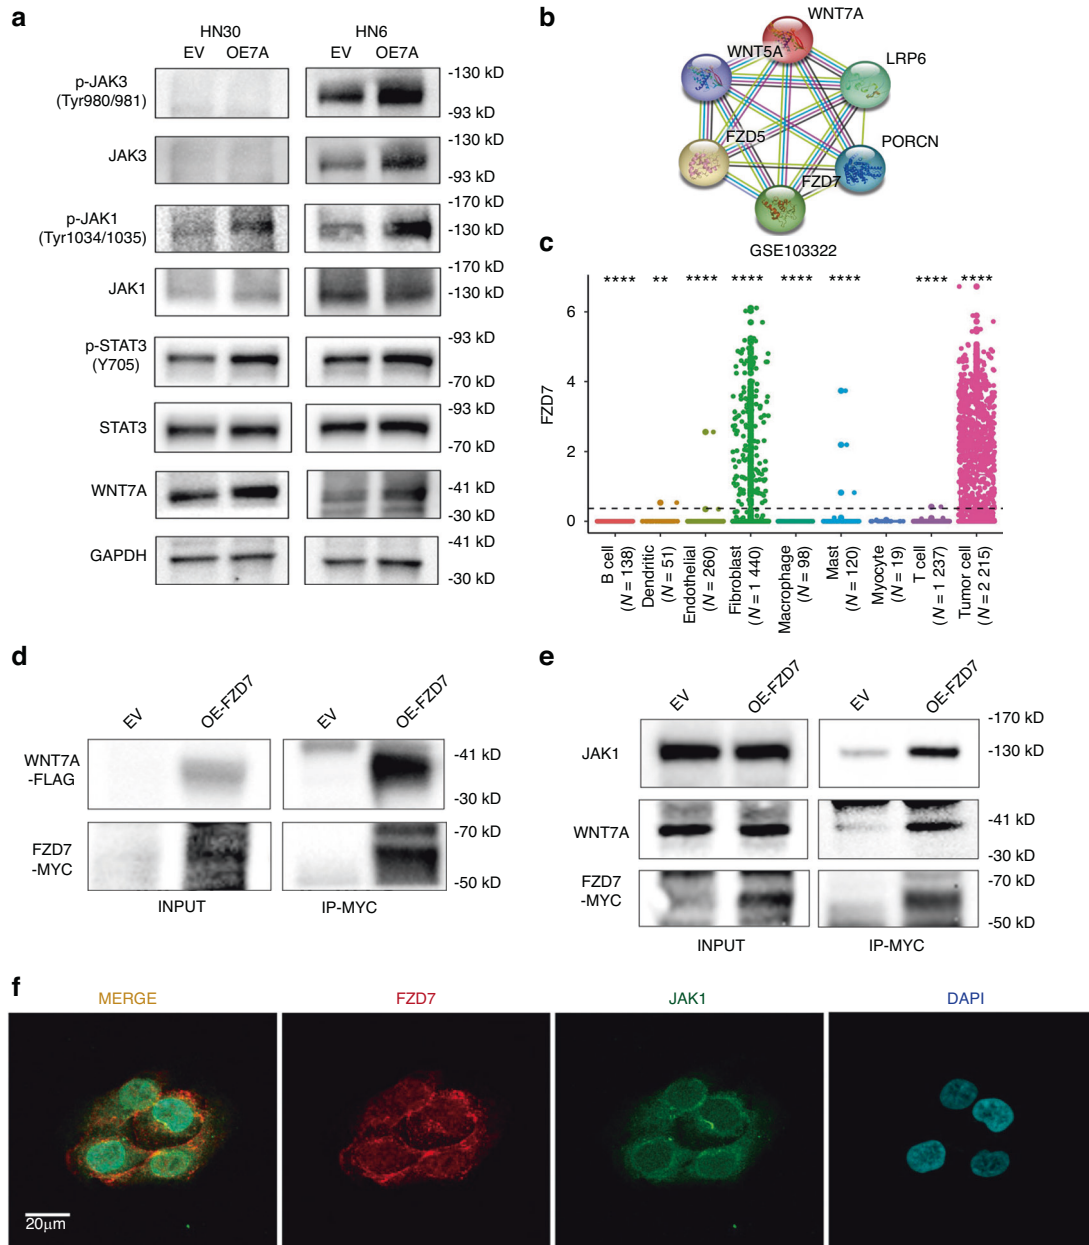 a
HN30
HN6
EV OE7A
EV OE7A
p-JAK3
(Tyr980/981)
-130 kD
-93 kD
JAK3
-130 kD
-93 kD
p-JAK1
(Tyr1034/1035)
-170 kD
-130 kD
JAK1
-170 kD
-130 kD
p-STAT3
(Y705)
-93 kD
-70 kD
STAT3
-93 kD
-70 kD
WNT7A
-41 kD
-30 kD
GAPDH
-41 kD
-30 kD
b
WNT7A
WNT5A
LRP6
FZD5
PORCN
FZD7
c
GSE103322
**** ** **** **** **** **** **** ****
FZD7
6
4
2
0
B cell
(N = 138)
Dendritic
(N = 51)
Endothelial
(N = 260)
Fibroblast
(N = 1 440)
Macrophage
(N = 98)
Mast
(N = 120)
Myocyte
(N = 19)
T cell
(N = 1 237)
Tumor cell
(N = 2 215)
d
EV OE-FZD7 EV OE-FZD7
WNT7A
-FLAG
-41 kD
-30 kD
FZD7
-MYC
-70 kD
-50 kD
INPUT IP-MYC
e
EV OE-FZD7 EV OE-FZD7
JAK1
-170 kD
-130 kD
WNT7A
-41 kD
-30 kD
FZD7
-MYC
-70 kD
-50 kD
INPUT IP-MYC
f
MERGE FZD7 JAK1 DAPI
20μm